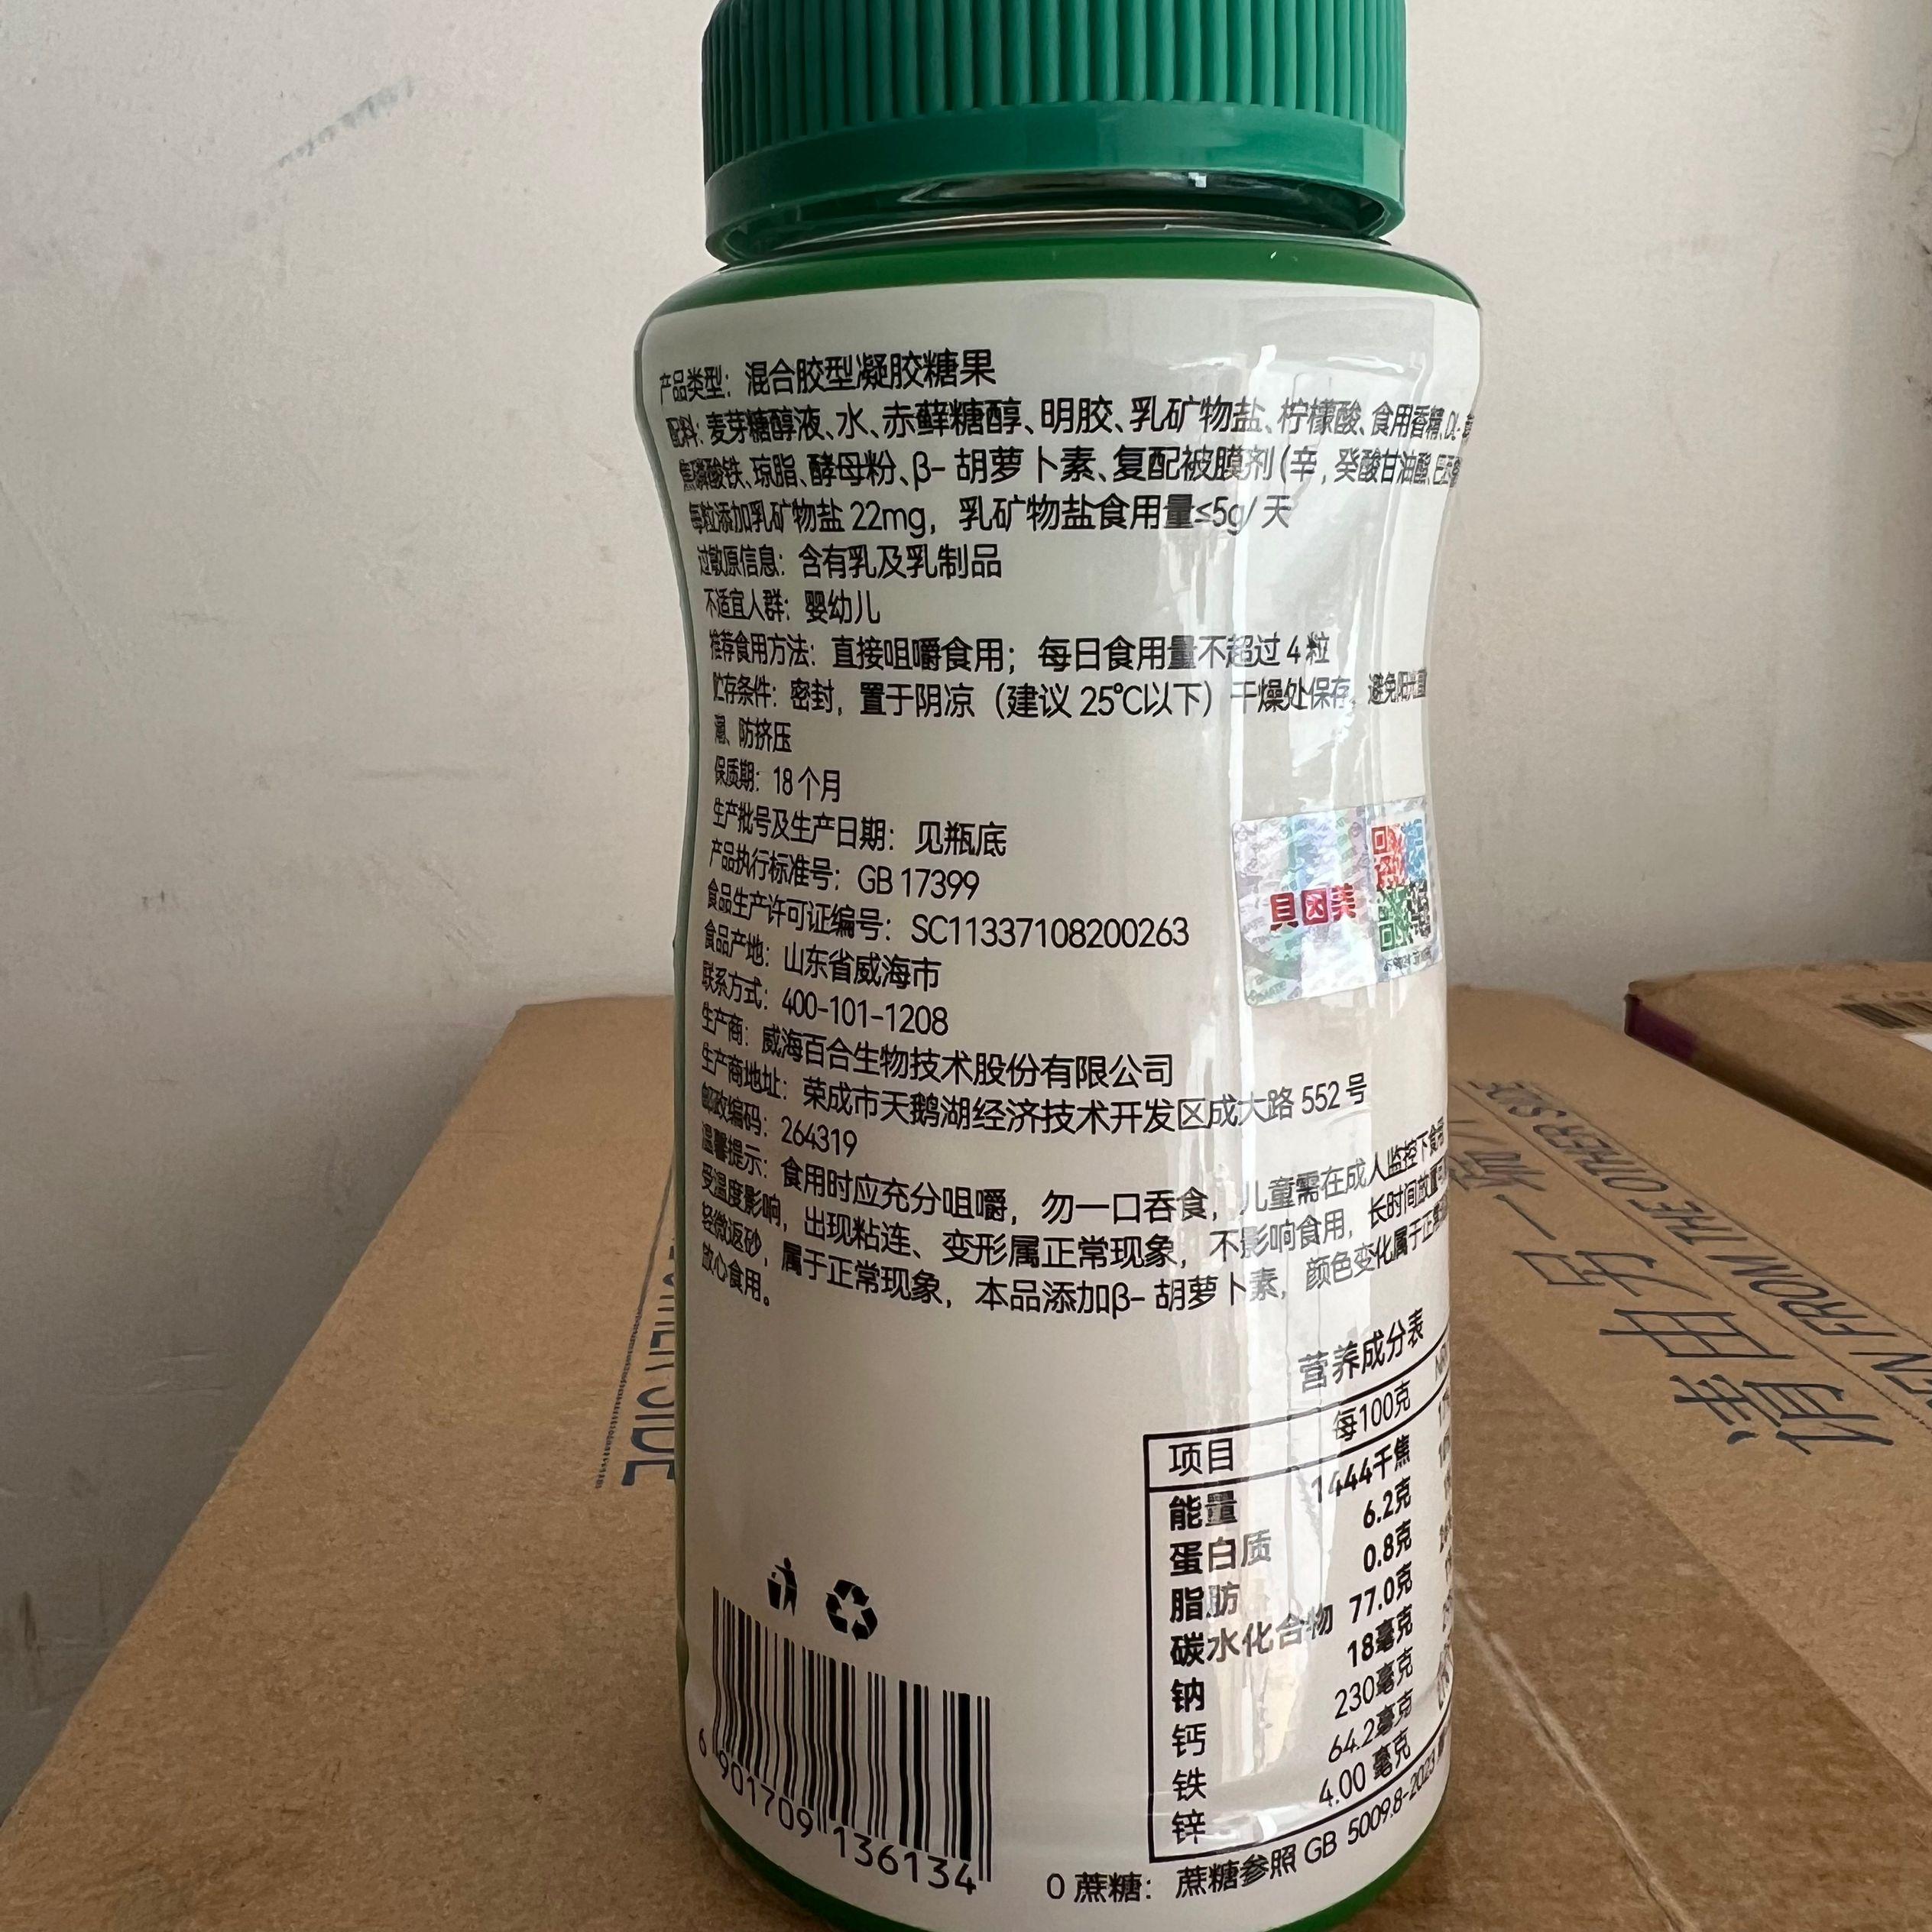 产品类型：混合胶型凝胶糖果
配料：麦芽糖醇液、水、赤藓糖醇、明胶、乳矿物盐、柠檬酸、食用香精、DL-
焦磷酸铁、琼脂、酵母粉、β-胡萝卜素、复配被膜剂(辛，癸酸甘油酯、巴西
每粒添加乳矿物盐 22mg，乳矿物盐食用量≤5g/天
过敏原信息：含有乳及乳制品
不适宜人群：婴幼儿
推荐食用方法：直接咀嚼食用；每日食用量不超过 4 粒
贮存条件：密封，置于阴凉（建议 25℃以下）干燥处保存，避免阳光
潮、防挤压
保质期：18 个月
生产批号及生产日期：见瓶底
产品执行标准号：GB 17399
食品生产许可证编号：SC11337108200263
食品产地：山东省威海市
联系方式：400-101-1208
生产商：威海百合生物技术股份有限公司
生产商地址：荣成市天鹅湖经济技术开发区成大路 552 号
邮政编码：264319
温馨提示：食用时应充分咀嚼，勿一口吞食，儿童需在成人监控下食用
受温度影响，出现粘连、变形属正常现象，不影响食用，长时间放置
轻微返砂，属于正常现象，本品添加β-胡萝卜素，颜色变化属于正常
放心食用。
贝因美
营养成分表
项目 每100克
能量 1444千焦
蛋白质 6.2克
脂肪 0.8克
碳水化合物 77.0克
钠 18毫克
钙 230毫克
铁 64.2毫克
锌 4.00 毫克
0 蔗糖：蔗糖参照 GB 5009.8-2023
6 901709 136134
请由另一
FROM THE OTHER SIDE
OTHER SIDE